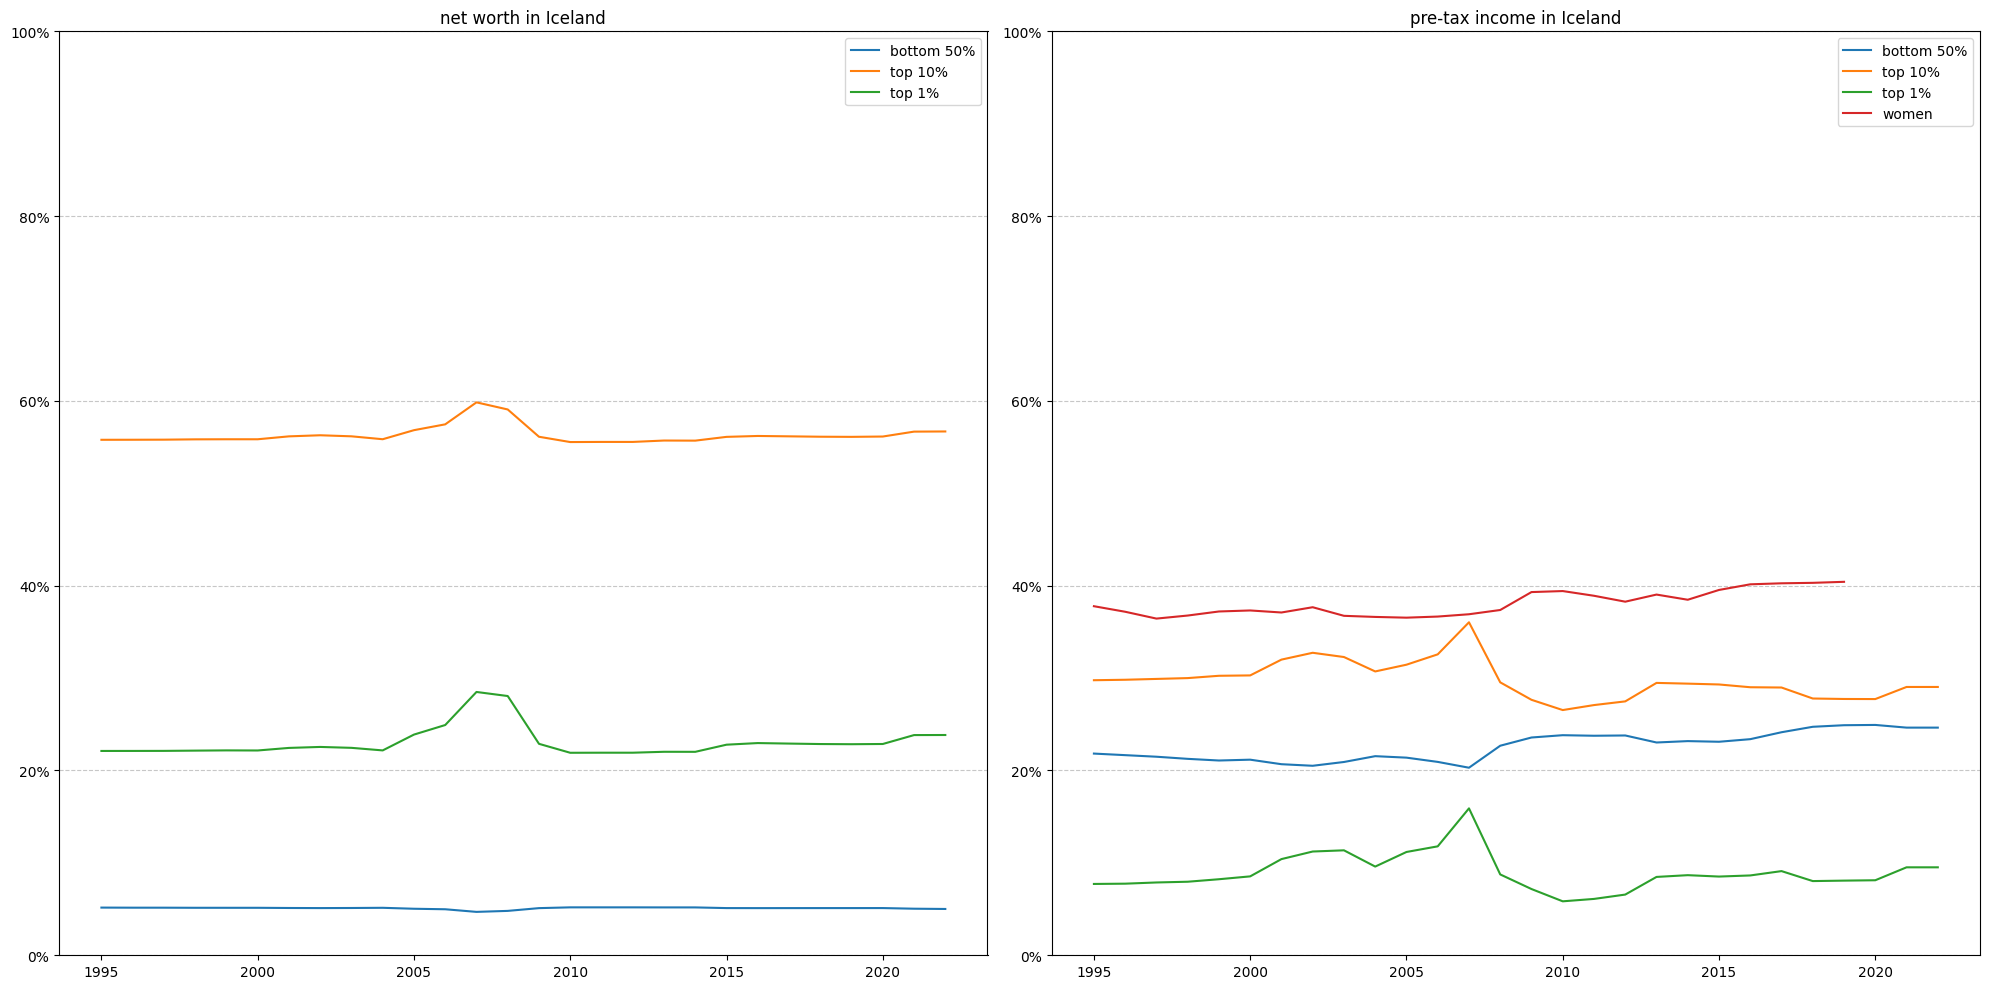 net worth in Iceland
100%
80%
60%
40%
20%
0%
1995 2000 2005 2010 2015 2020
bottom 50%
top 10%
top 1%
pre-tax income in Iceland
100%
80%
60%
40%
20%
0%
1995 2000 2005 2010 2015 2020
bottom 50%
top 10%
top 1%
women